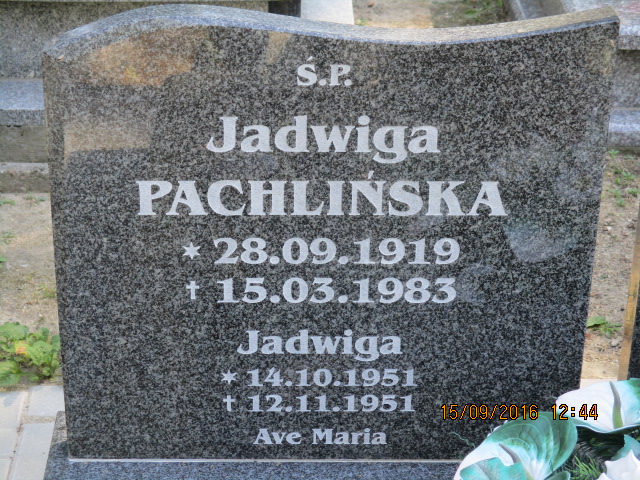 Ś.P.
Jadwiga
PACHLIŃSKA
* 28.09.1919
† 15.03.1983
Jadwiga
* 14.10.1951
† 12.11.1951
Ave Maria
15/09/2016 12:44